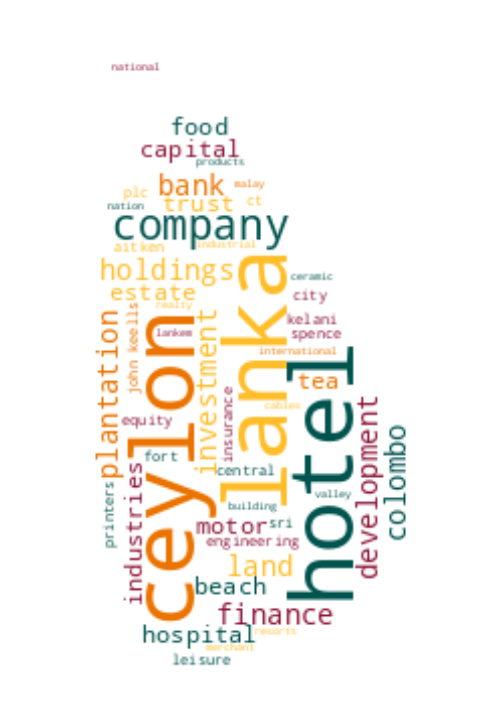 national
food
capital
products
bank
malay
plc
trust
ct
nation
company
aitken
industrial
holdings
lanka
ceramic
estate
city
realty
john keells
plantation
ceylon
investment
kelani
lankem
spence
international
hotel
tea
insurance
cables
development
equity
colombo
fort
central
industries
printers
valley
building
motor
sri
engineering
land
beach
finance
hospital
resorts
merchant
leisure